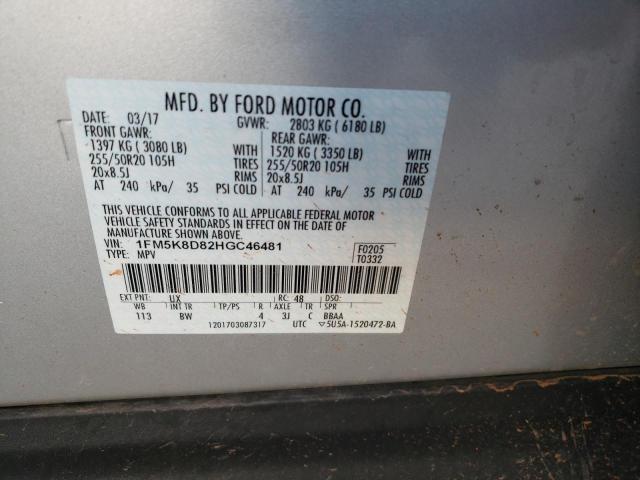 MFD. BY FORD MOTOR CO.
DATE: 03/17 GVWR: 2803 KG ( 6180 LB)
FRONT GAWR: REAR GAWR:
1397 KG ( 3080 LB) WITH 1520 KG ( 3350 LB) WITH
255/50R20 105H TIRES 255/50R20 105H TIRES
20x8.5J RIMS 20x8.5J RIMS
AT 240 kPa/ 35 PSI COLD AT 240 kPa/ 35 PSI COLD
THIS VEHICLE CONFORMS TO ALL APPLICABLE FEDERAL MOTOR
VEHICLE SAFETY STANDARDS IN EFFECT ON THE DATE OF
MANUFACTURE SHOWN ABOVE.
VIN: 1FM5K8D82HGC46481 F0205
TYPE: MPV T0332
EXT PNT: UX RC: 48 DSO:
WB INT TR TP/PS R AXLE TR SPR
113 BW 4 3J C BBAA
1201703087317 UTC ▽5U5A-1520472-BA